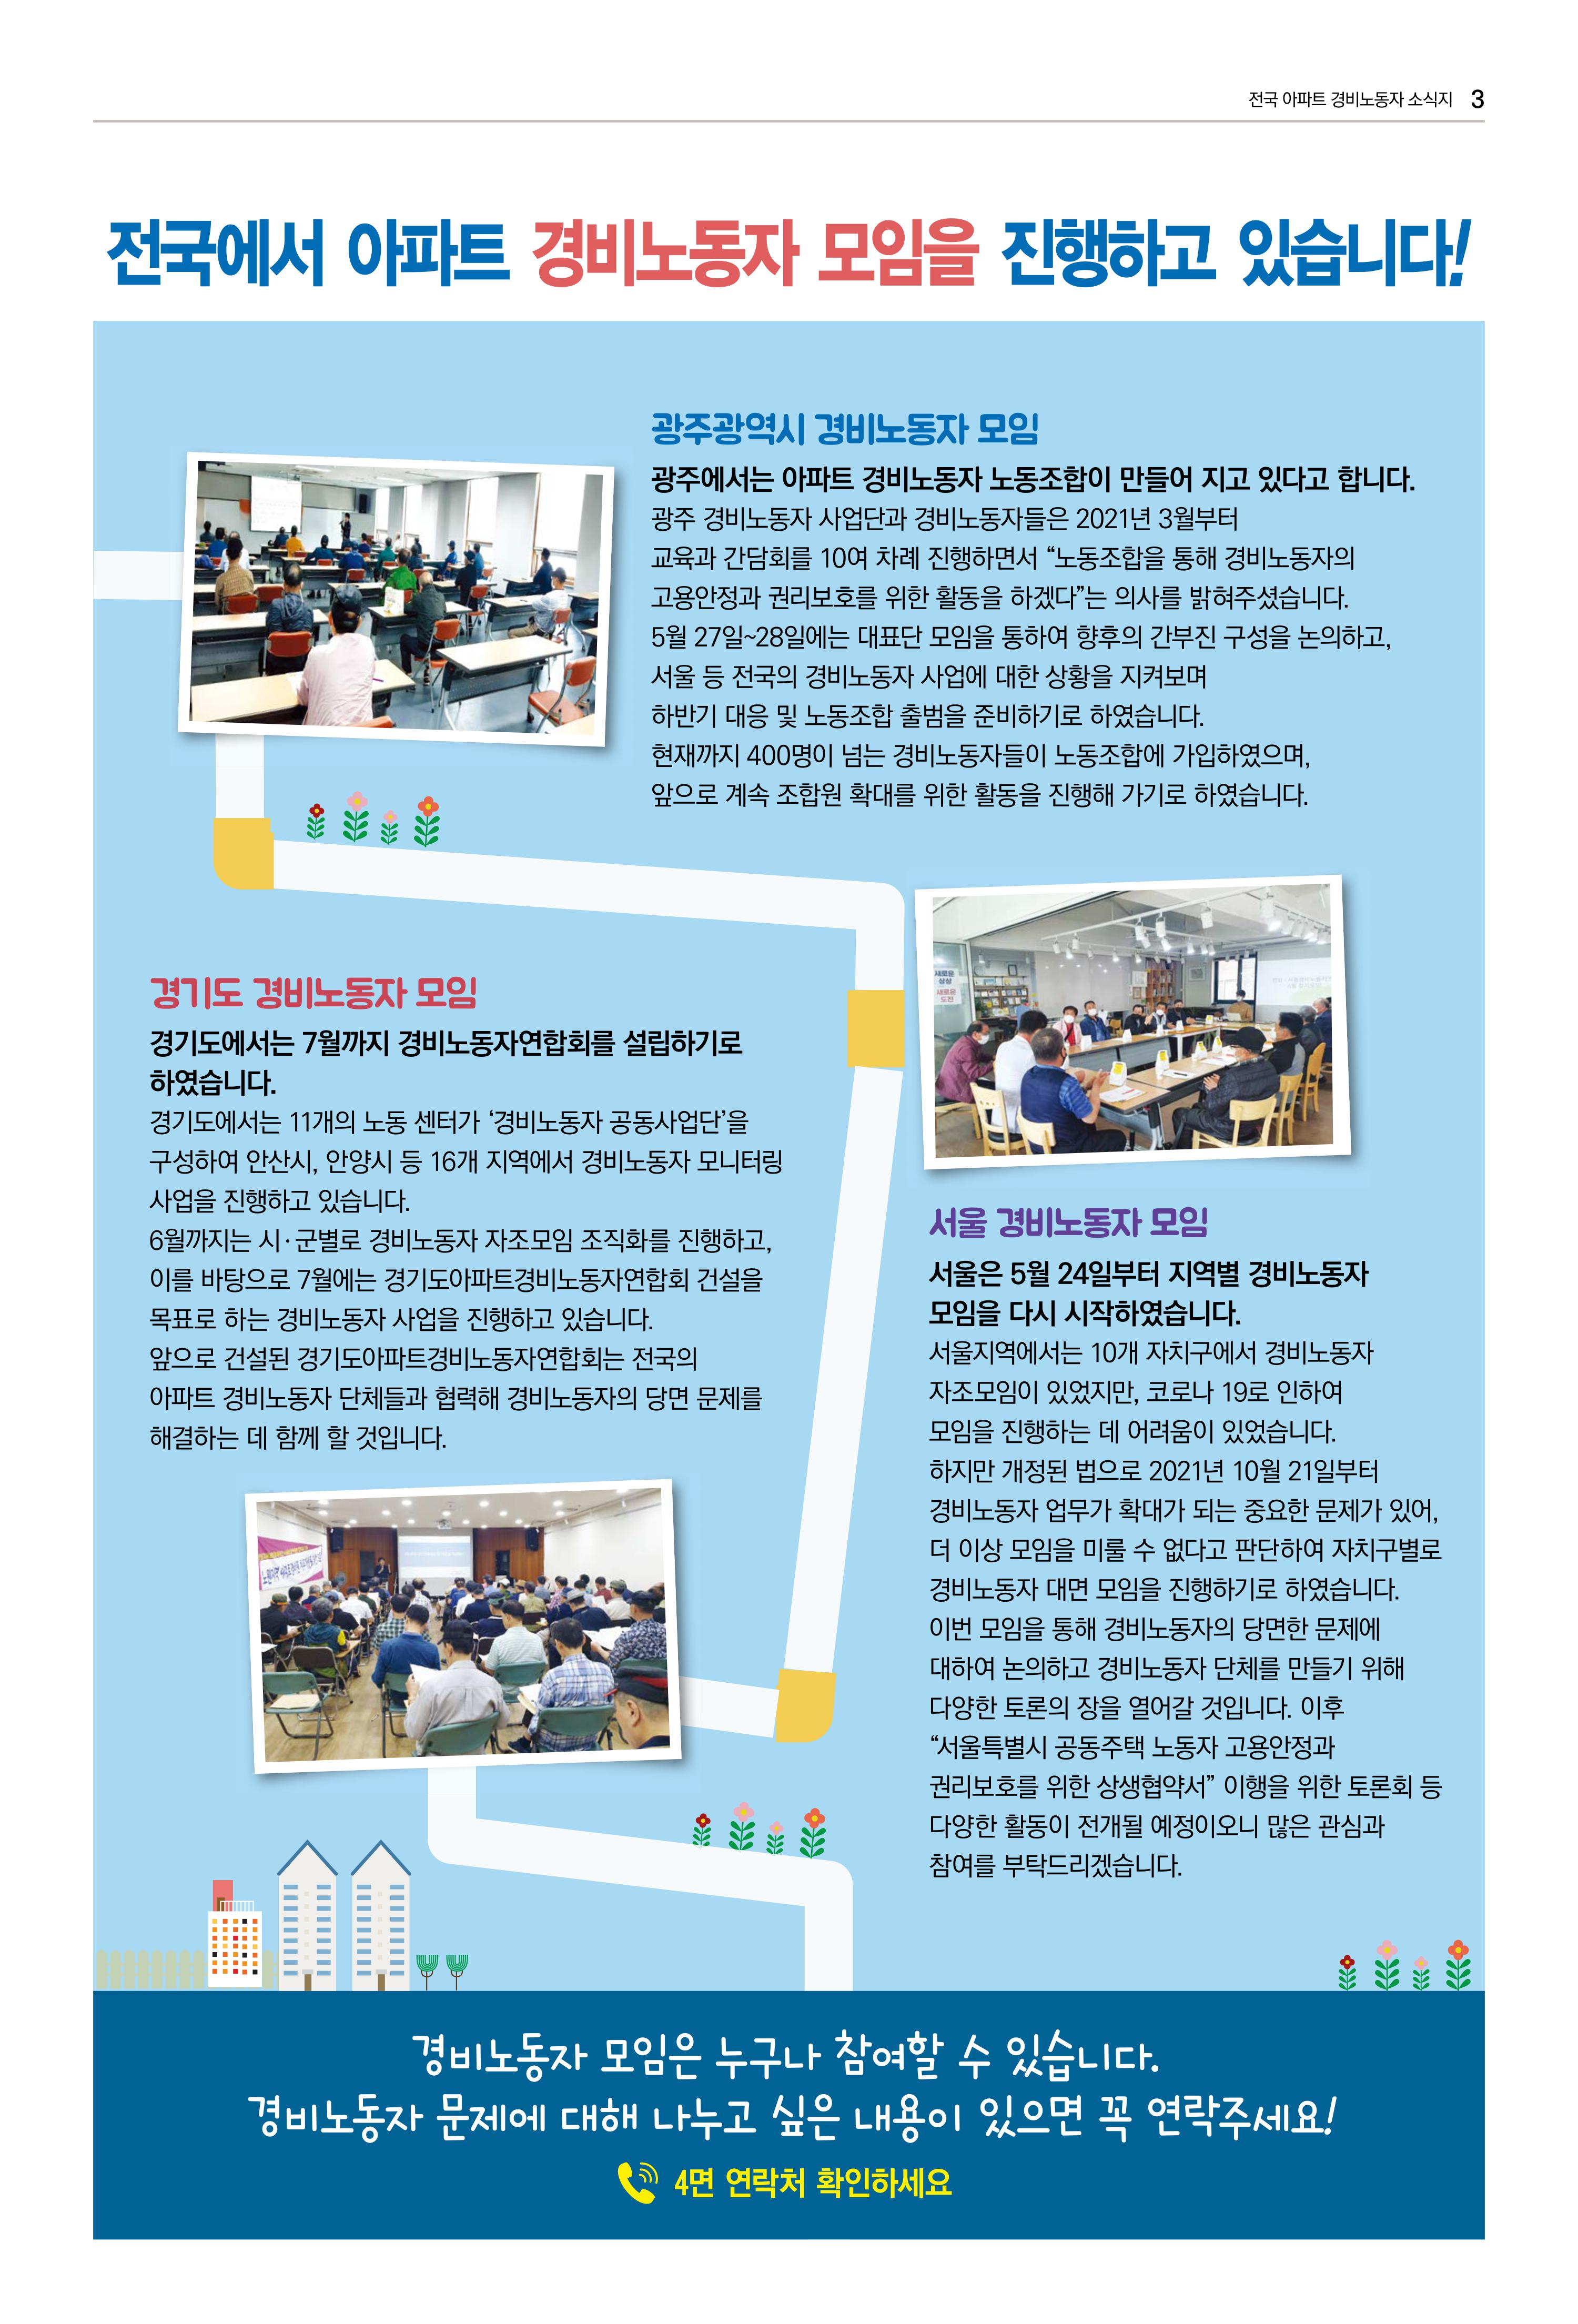 전국 아파트 경비노동자 소식지 3
전국에서 아파트 경비노동자 모임을 진행하고 있습니다!
광주광역시 경비노동자 모임
광주에서는 아파트 경비노동자 노동조합이 만들어 지고 있다고 합니다.
광주 경비노동자 사업단과 경비노동자들은 2021년 3월부터
교육과 간담회를 10여 차례 진행하면서 “노동조합을 통해 경비노동자의
고용안정과 권리보호를 위한 활동을 하겠다”는 의사를 밝혀주셨습니다.
5월 27일~28일에는 대표단 모임을 통하여 향후의 간부진 구성을 논의하고,
서울 등 전국의 경비노동자 사업에 대한 상황을 지켜보며
하반기 대응 및 노동조합 출범을 준비하기로 하였습니다.
현재까지 400명이 넘는 경비노동자들이 노동조합에 가입하였으며,
앞으로 계속 조합원 확대를 위한 활동을 진행해 가기로 하였습니다.
경기도 경비노동자 모임
경기도에서는 7월까지 경비노동자연합회를 설립하기로
하였습니다.
경기도에서는 11개의 노동 센터가 ‘경비노동자 공동사업단’을
구성하여 안산시, 안양시 등 16개 지역에서 경비노동자 모니터링
사업을 진행하고 있습니다.
6월까지는 시·군별로 경비노동자 자조모임 조직화를 진행하고,
이를 바탕으로 7월에는 경기도아파트경비노동자연합회 건설을
목표로 하는 경비노동자 사업을 진행하고 있습니다.
앞으로 건설된 경기도아파트경비노동자연합회는 전국의
아파트 경비노동자 단체들과 협력해 경비노동자의 당면 문제를
해결하는 데 함께 할 것입니다.
새로운
상상
새로운
도전
서울 경비노동자 모임
서울은 5월 24일부터 지역별 경비노동자
모임을 다시 시작하였습니다.
서울지역에서는 10개 자치구에서 경비노동자
자조모임이 있었지만, 코로나 19로 인하여
모임을 진행하는 데 어려움이 있었습니다.
하지만 개정된 법으로 2021년 10월 21일부터
경비노동자 업무가 확대가 되는 중요한 문제가 있어,
더 이상 모임을 미룰 수 없다고 판단하여 자치구별로
경비노동자 대면 모임을 진행하기로 하였습니다.
이번 모임을 통해 경비노동자의 당면한 문제에
대하여 논의하고 경비노동자 단체를 만들기 위해
다양한 토론의 장을 열어갈 것입니다. 이후
“서울특별시 공동주택 노동자 고용안정과
권리보호를 위한 상생협약서” 이행을 위한 토론회 등
다양한 활동이 전개될 예정이오니 많은 관심과
참여를 부탁드리겠습니다.
경비노동자 모임은 누구나 참여할 수 있습니다.
경비노동자 문제에 대해 나누고 싶은 내용이 있으면 꼭 연락주세요!
4면 연락처 확인하세요